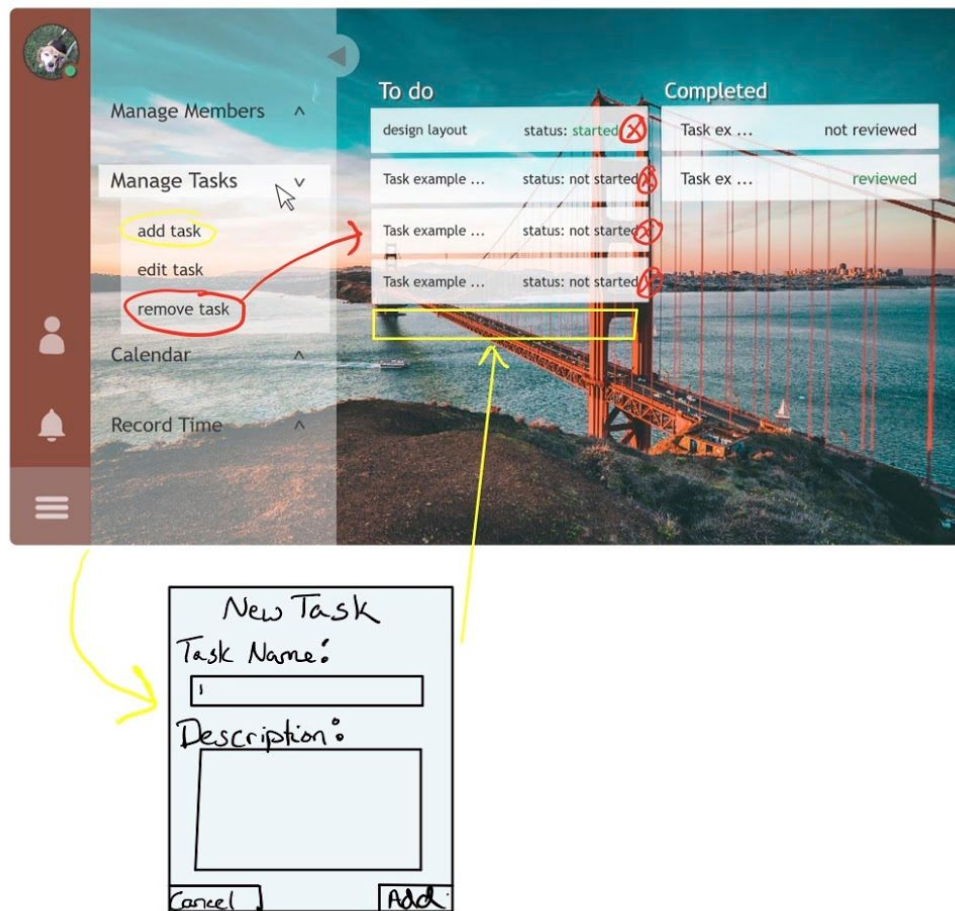 Manage Members ^
Manage Tasks v
add task
edit task
remove task
Calendar ^
Record Time ^
To do
design layout status: started X
Task example ... status: not started X
Task example ... status: not started X
Task example ... status: not started X
Completed
Task ex ... not reviewed
Task ex ... reviewed
New Task
Task Name:
Description:
Cancel Add